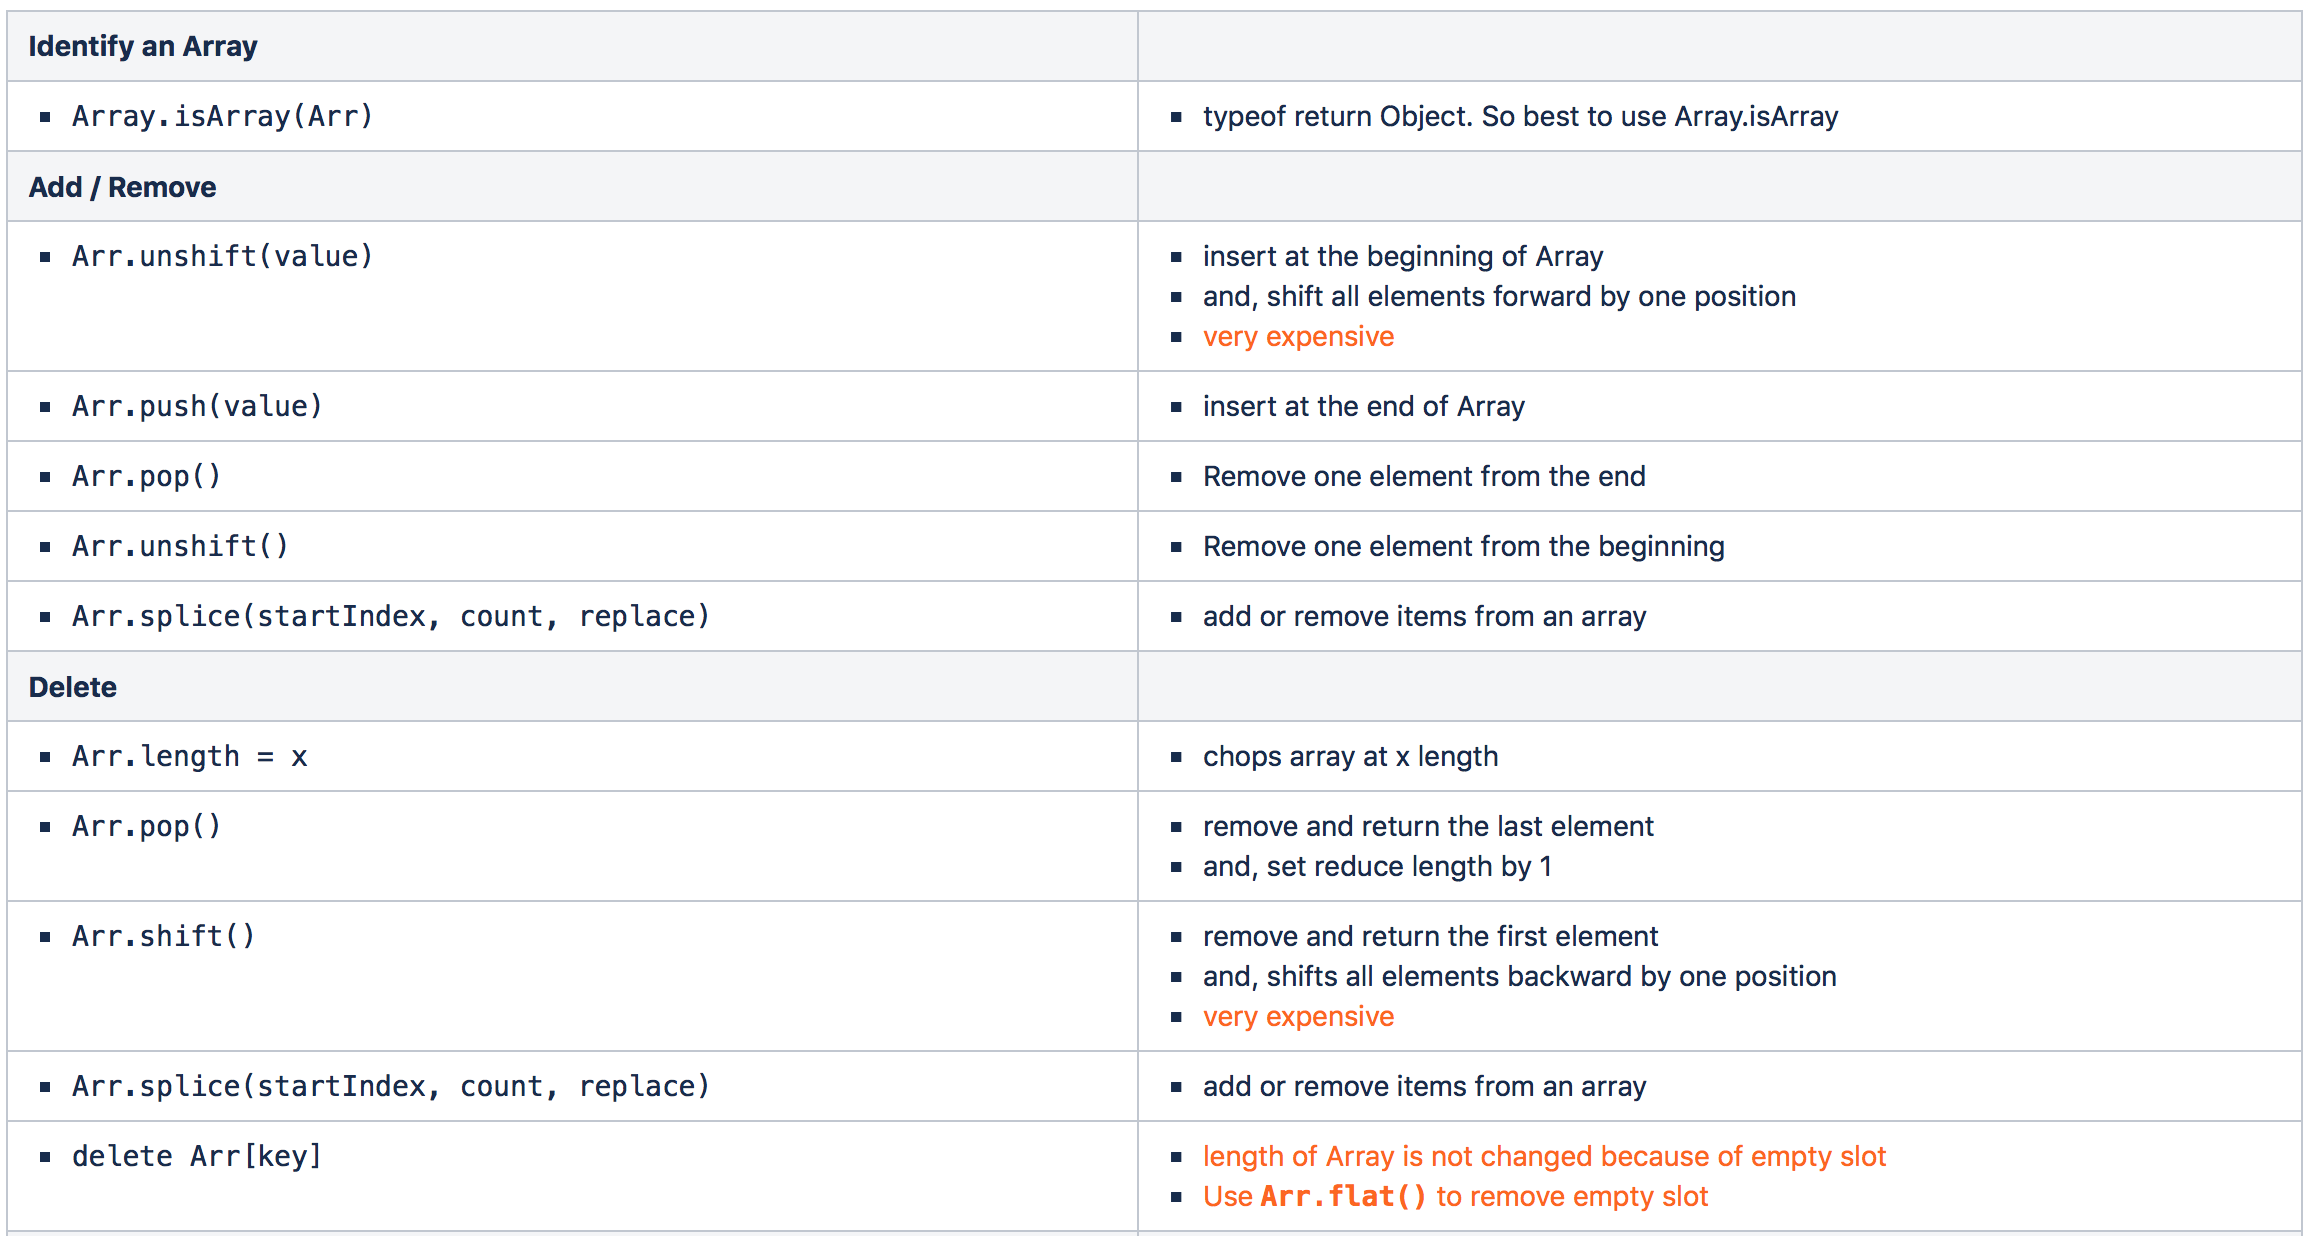 Identify an Array
Array.isArray(Arr)
typeof return Object. So best to use Array.isArray
Add / Remove
Arr.unshift(value)
insert at the beginning of Array
and, shift all elements forward by one position
very expensive
Arr.push(value)
insert at the end of Array
Arr.pop()
Remove one element from the end
Arr.unshift()
Remove one element from the beginning
Arr.splice(startIndex, count, replace)
add or remove items from an array
Delete
Arr.length = x
chops array at x length
Arr.pop()
remove and return the last element
and, set reduce length by 1
Arr.shift()
remove and return the first element
and, shifts all elements backward by one position
very expensive
Arr.splice(startIndex, count, replace)
add or remove items from an array
delete Arr[key]
length of Array is not changed because of empty slot
Use Arr.flat() to remove empty slot